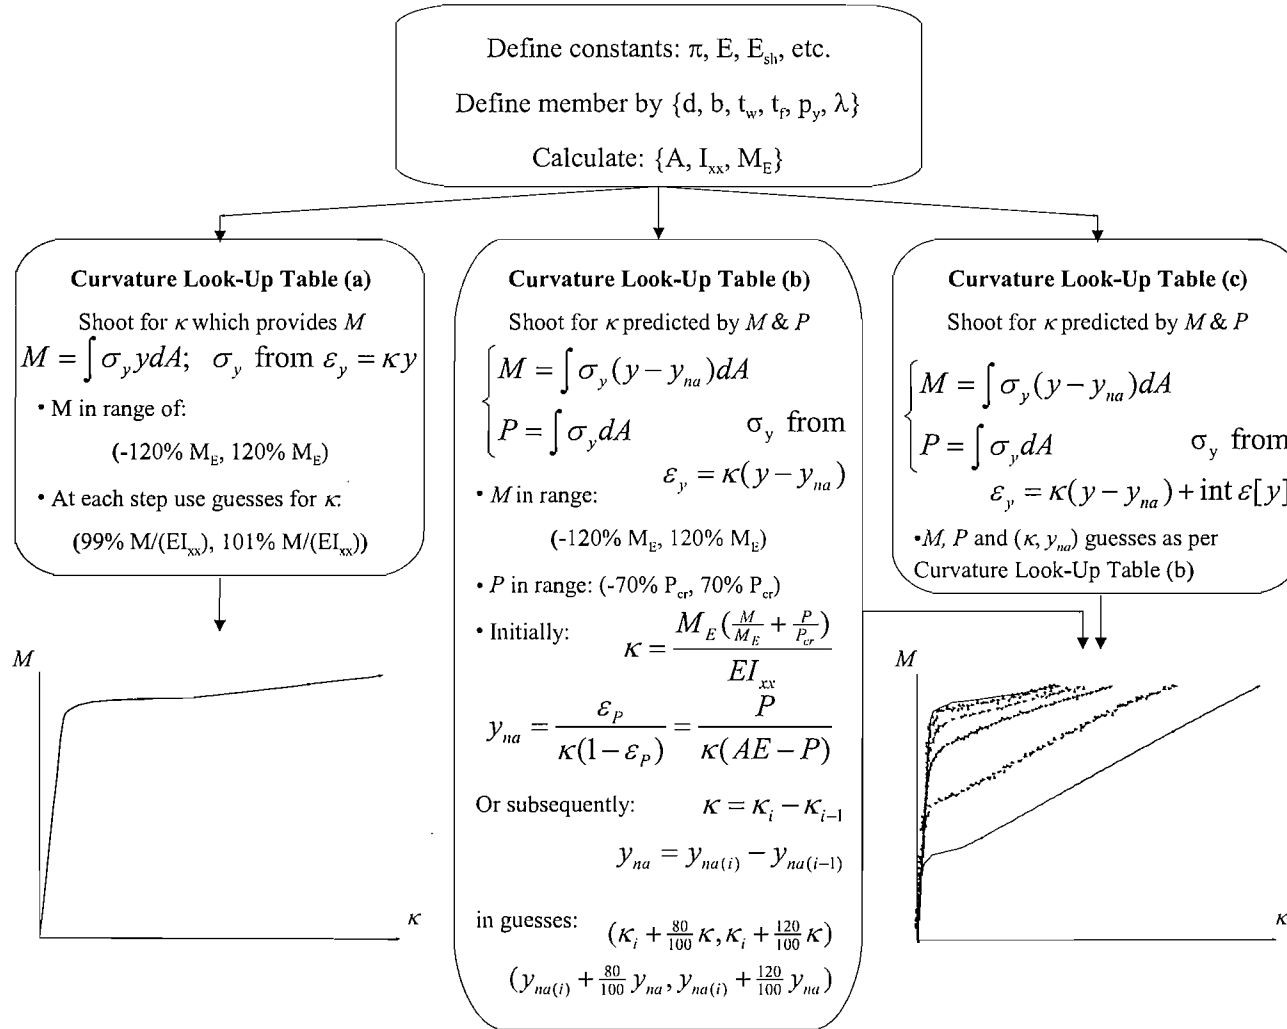 Define constants: π, E, E_sh, etc.
Define member by {d, b, t_w, t_f, p_y, λ}
Calculate: {A, I_xx, M_E}
Curvature Look-Up Table (a)
Shoot for κ which provides M
M = ∫ σ_y y dA; σ_y from ε_y = κy
• M in range of:
(-120% M_E, 120% M_E)
• At each step use guesses for κ:
(99% M/(EI_xx), 101% M/(EI_xx))
M
κ
Curvature Look-Up Table (b)
Shoot for κ predicted by M & P
M = ∫ σ_y (y − y_na) dA
P = ∫ σ_y dA σ_y from
ε_y = κ(y − y_na)
• M in range:
(-120% M_E, 120% M_E)
• P in range: (-70% P_cr, 70% P_cr)
• Initially: κ = M_E(M/M_E + P/P_cr) / EI_xx
y_na = ε_P / κ(1 − ε_P) = P / κ(AE − P)
Or subsequently: κ = κ_i − κ_{i−1}
y_na = y_na(i) − y_na(i−1)
in guesses: (κ_i + 80/100 κ, κ_i + 120/100 κ)
(y_na(i) + 80/100 y_na, y_na(i) + 120/100 y_na)
Curvature Look-Up Table (c)
Shoot for κ predicted by M & P
M = ∫ σ_y (y − y_na) dA
P = ∫ σ_y dA σ_y from
ε_y = κ(y − y_na) + int ε[y]
•M, P and (κ, y_na) guesses as per
Curvature Look-Up Table (b)
M
κ